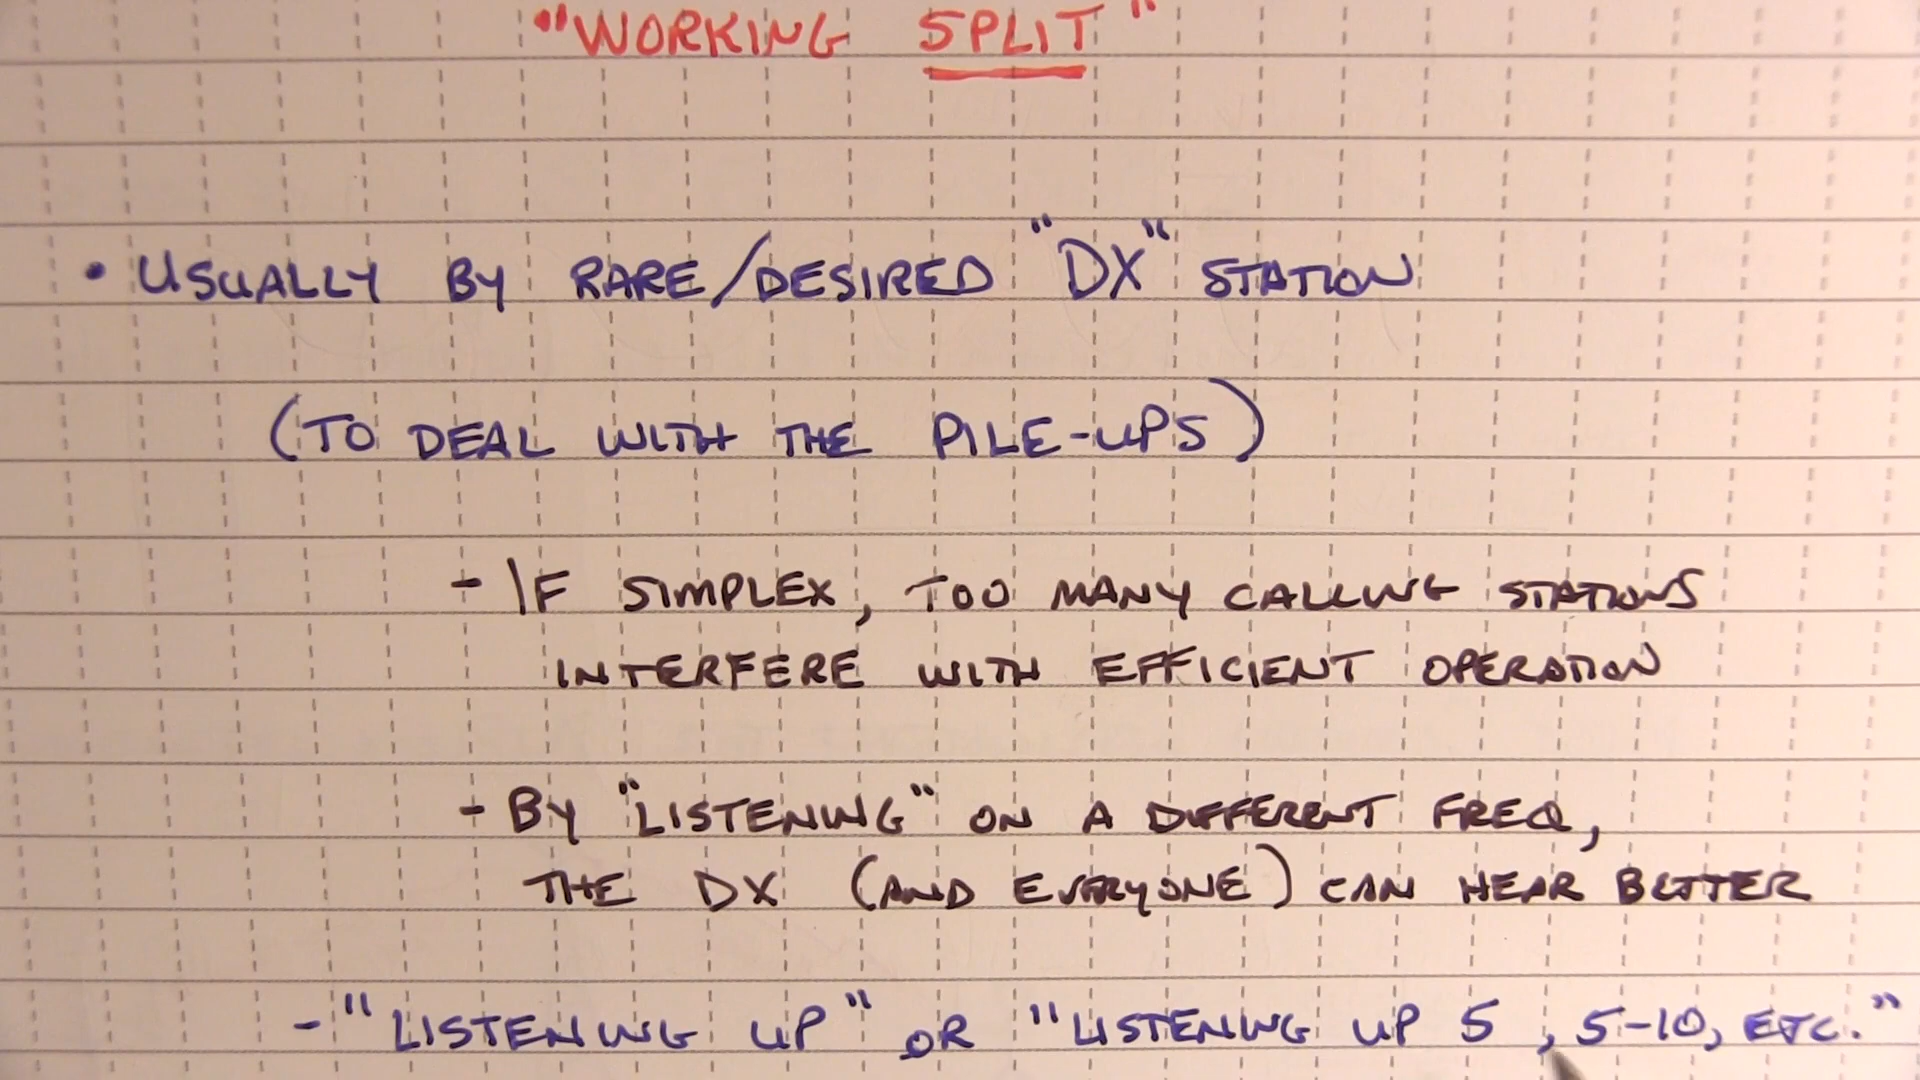 "WORKING SPLIT"
• USUALLY BY RARE/DESIRED "DX" STATION
(TO DEAL WITH THE PILE-UPS)
- IF SIMPLEX, TOO MANY CALLING STATIONS
INTERFERE WITH EFFICIENT OPERATION
- BY "LISTENING" ON A DIFFERENT FREQ,
THE DX (AND EVERYONE) CAN HEAR BETTER
- "LISTENING UP" OR "LISTENING UP 5, 5-10, ETC."